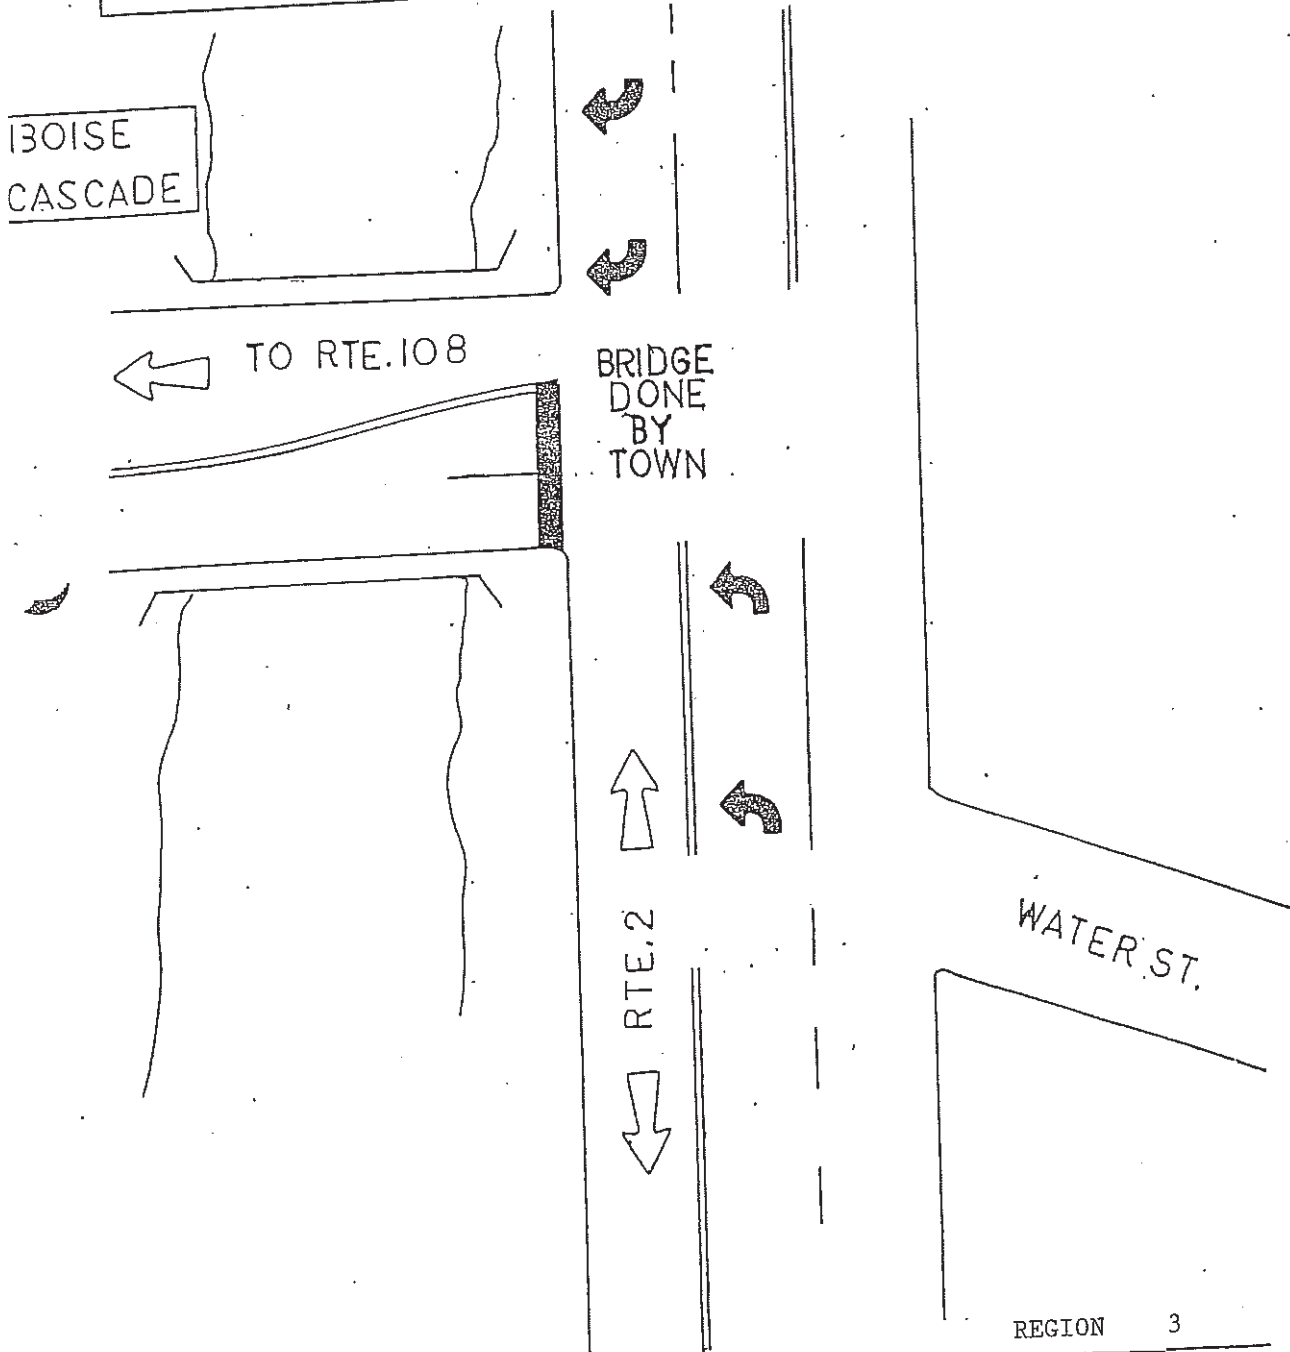 BOISE
CASCADE
TO RTE.108
BRIDGE
DONE
BY
TOWN
RTE.2
WATER ST.
REGION 3